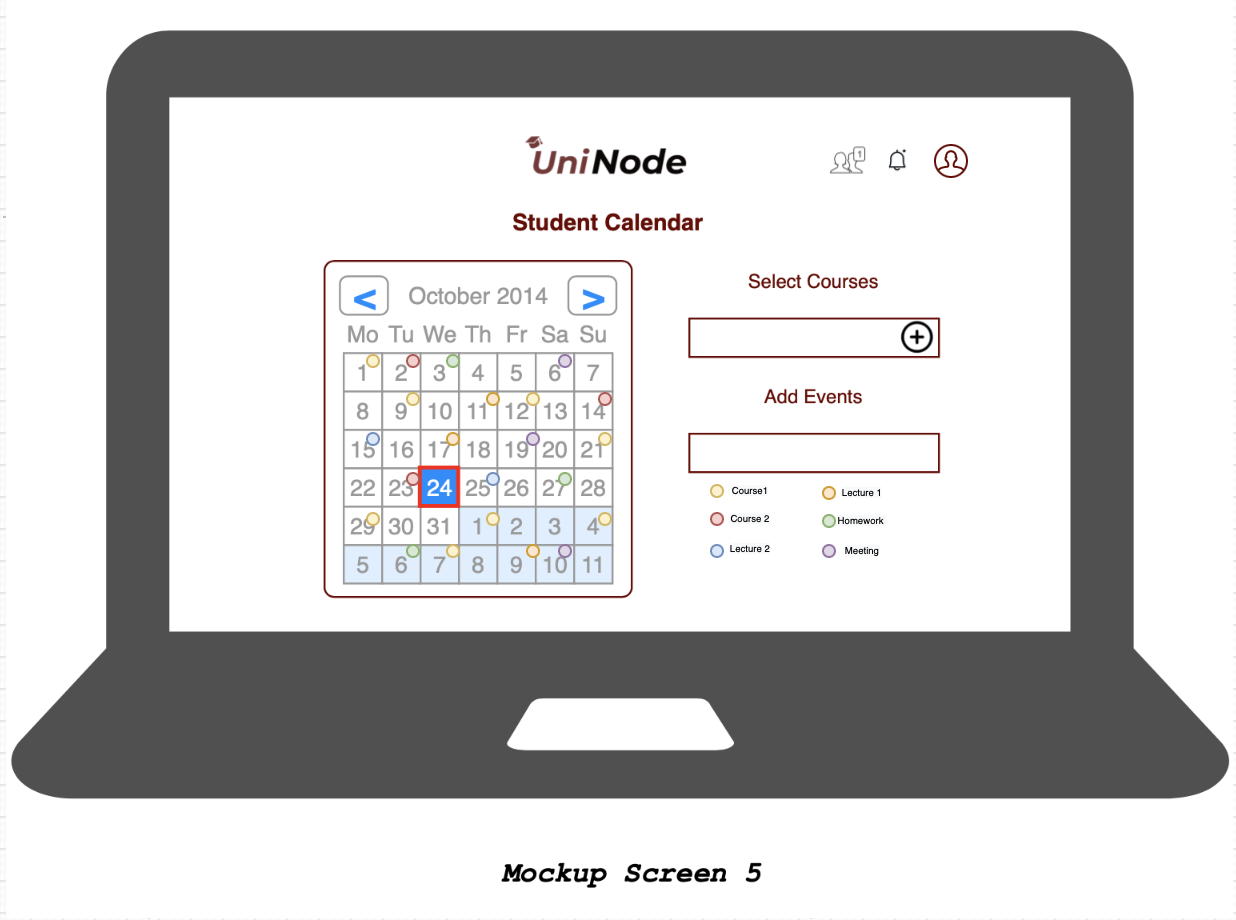 UniNode
1
Student Calendar
< October 2014 >
Mo Tu We Th Fr Sa Su
1 2 3 4 5 6 7
8 9 10 11 12 13 14
15 16 17 18 19 20 21
22 23 24 25 26 27 28
29 30 31 1 2 3 4
5 6 7 8 9 10 11
Select Courses
Add Events
Course1 Lecture 1
Course 2 Homework
Lecture 2 Meeting
Mockup Screen 5